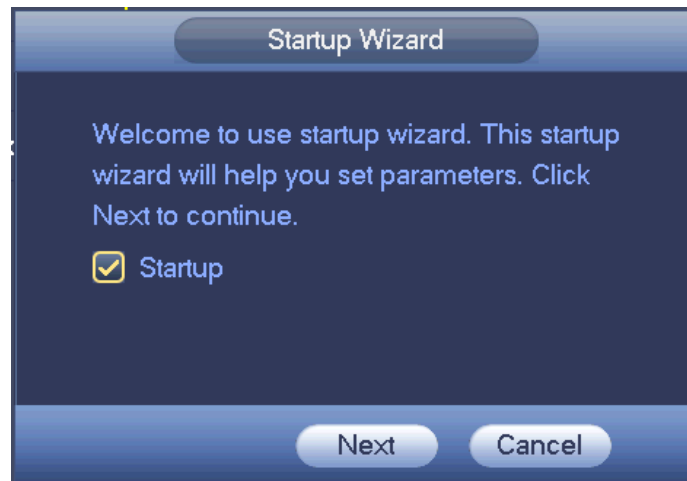 Startup Wizard
Welcome to use startup wizard. This startup
wizard will help you set parameters. Click
Next to continue.
Startup
Next Cancel